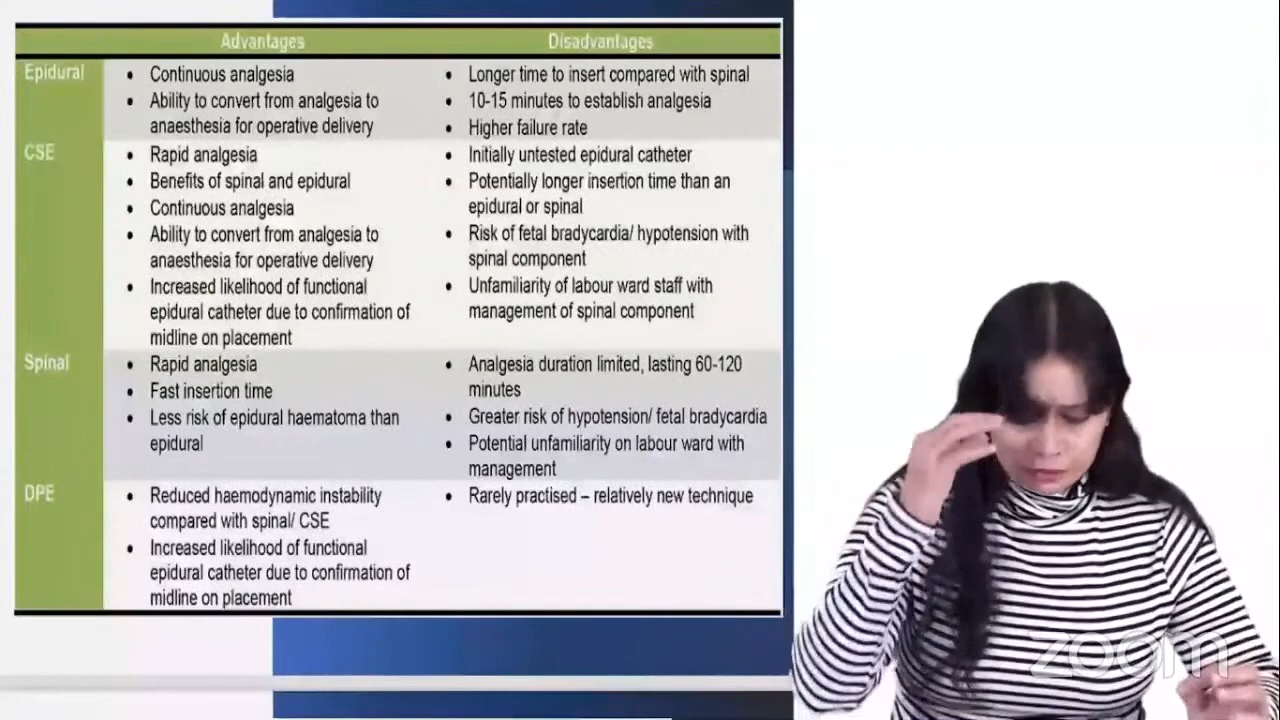 Advantages Disadvantages
Epidural
• Continuous analgesia
• Ability to convert from analgesia to
anaesthesia for operative delivery
• Longer time to insert compared with spinal
• 10-15 minutes to establish analgesia
• Higher failure rate
CSE
• Rapid analgesia
• Benefits of spinal and epidural
• Continuous analgesia
• Ability to convert from analgesia to
anaesthesia for operative delivery
• Increased likelihood of functional
epidural catheter due to confirmation of
midline on placement
• Initially untested epidural catheter
• Potentially longer insertion time than an
epidural or spinal
• Risk of fetal bradycardia/ hypotension with
spinal component
• Unfamiliarity of labour ward staff with
management of spinal component
Spinal
• Rapid analgesia
• Fast insertion time
• Less risk of epidural haematoma than
epidural
• Analgesia duration limited, lasting 60-120
minutes
• Greater risk of hypotension/ fetal bradycardia
• Potential unfamiliarity on labour ward with
management
DPE
• Reduced haemodynamic instability
compared with spinal/ CSE
• Increased likelihood of functional
epidural catheter due to confirmation of
midline on placement
• Rarely practised – relatively new technique
zoom